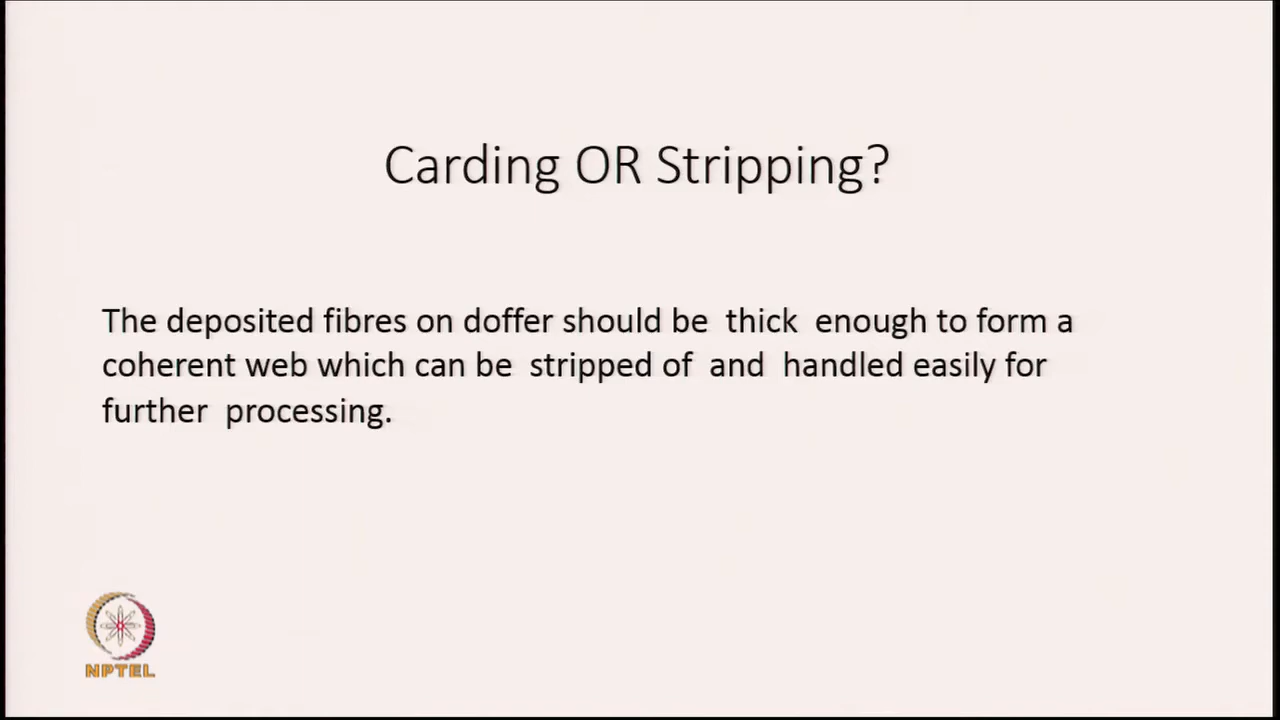 Carding OR Stripping?
The deposited fibres on doffer should be thick enough to form a
coherent web which can be stripped of and handled easily for
further processing.
NPTEL